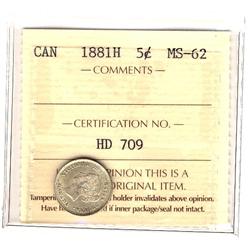 CAN 1881H 5¢ MS-62
— COMMENTS —
— CERTIFICATION NO. —
HD 709
OPINION THIS IS A
ORIGINAL ITEM.
Tampering holder invalidates above opinion.
Have if inner package/seal not intact.